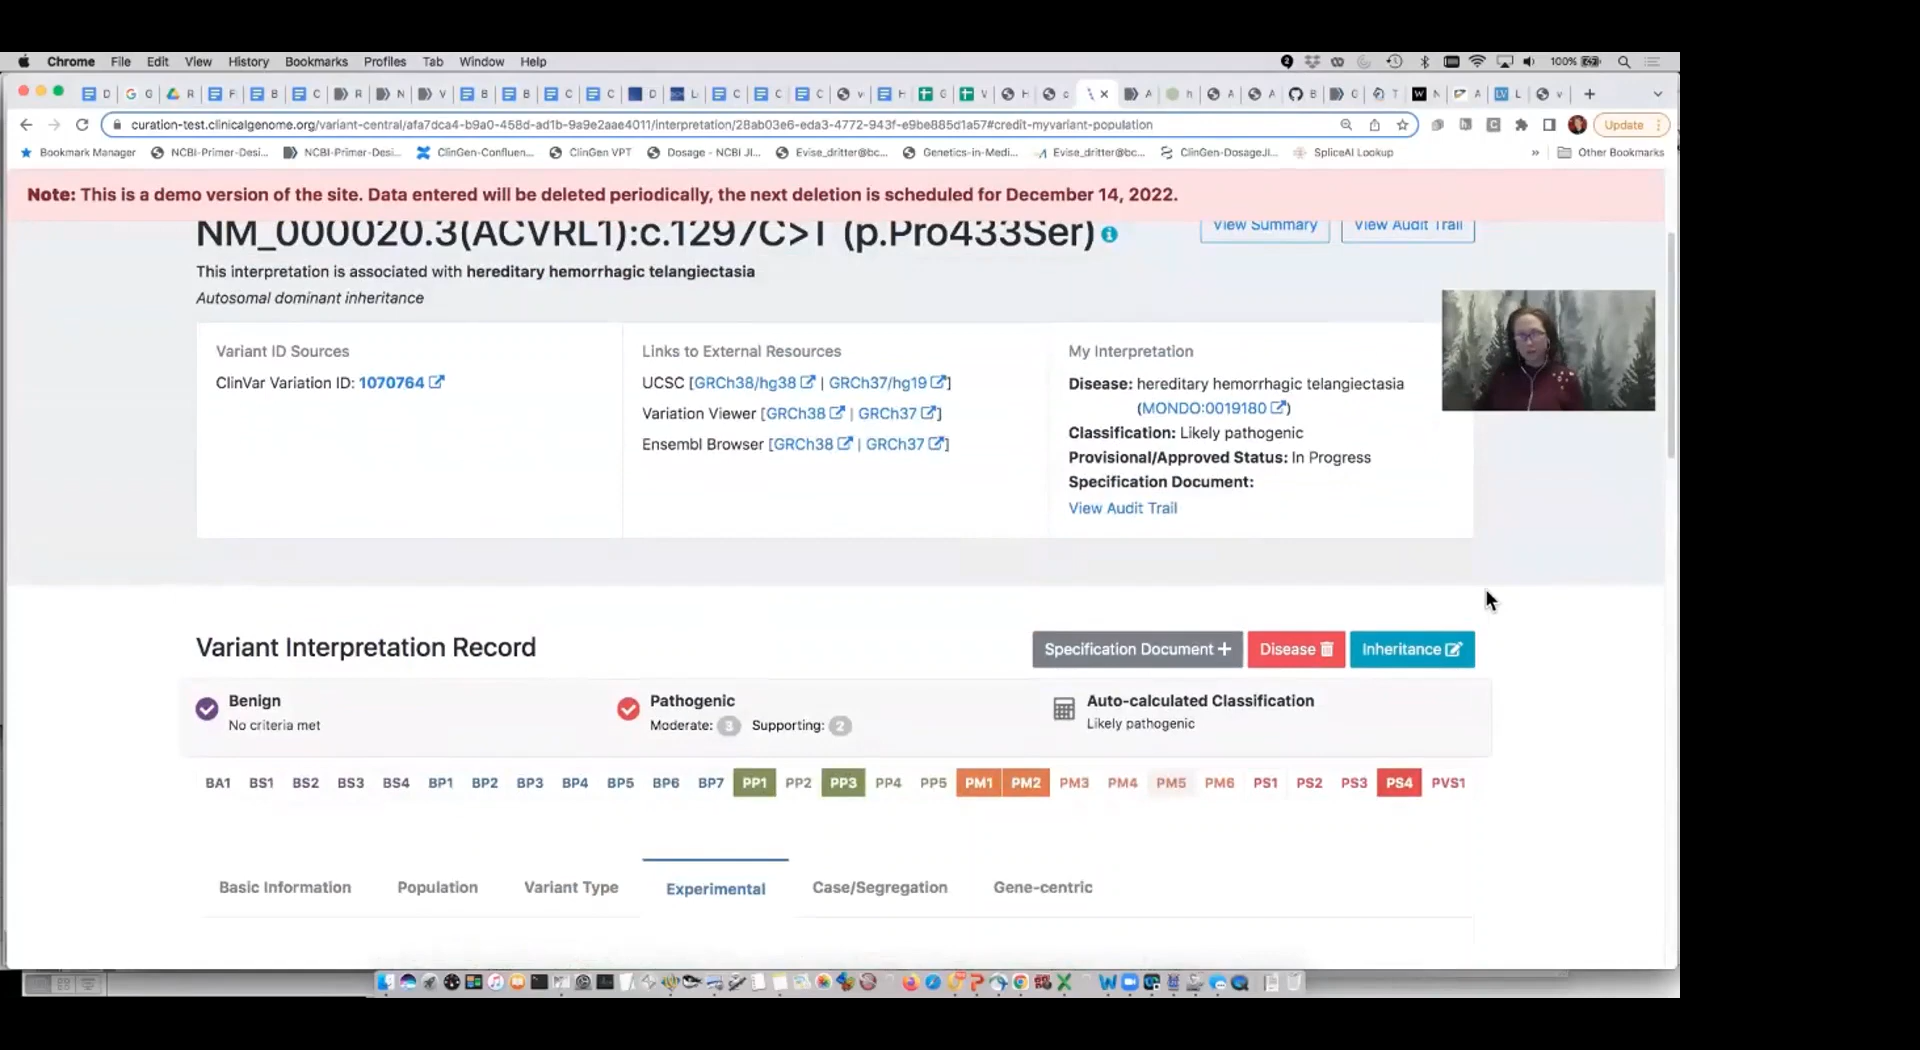 Chrome File Edit View History Bookmarks Profiles Tab Window Help 100%
curation-test.clinicalgenome.org/variant-central/afa7dca4-b9a0-458d-ad1b-9a9e2aae4011/interpretation/28ab03e6-eda3-4772-943f-e9be885d1a57#credit-myvariant-population Update
Bookmark Manager NCBI-Primer-Desi... NCBI-Primer-Desi... ClinGen-Confluen... ClinGen VPT Dosage - NCBI JI... Evise_dritter@bc... Genetics-in-Medi... Evise_dritter@bc... ClinGen-DosageJI... SpliceAI Lookup » Other Bookmarks
Note: This is a demo version of the site. Data entered will be deleted periodically, the next deletion is scheduled for December 14, 2022.
NM_000020.3(ACVRL1):c.1297C>T (p.Pro433Ser) View Summary View Audit Trail
This interpretation is associated with hereditary hemorrhagic telangiectasia
Autosomal dominant inheritance
Variant ID Sources Links to External Resources My Interpretation
ClinVar Variation ID: 1070764 UCSC [GRCh38/hg38 | GRCh37/hg19 ] Disease: hereditary hemorrhagic telangiectasia
(MONDO:0019180 )
Variation Viewer [GRCh38 | GRCh37 ]
Classification: Likely pathogenic
Ensembl Browser [GRCh38 | GRCh37 ]
Provisional/Approved Status: In Progress
Specification Document:
View Audit Trail
Variant Interpretation Record Specification Document Disease Inheritance
Benign Pathogenic Auto-calculated Classification
No criteria met Moderate: 3 Supporting: 2 Likely pathogenic
BA1 BS1 BS2 BS3 BS4 BP1 BP2 BP3 BP4 BP5 BP6 BP7 PP1 PP2 PP3 PP4 PP5 PM1 PM2 PM3 PM4 PM5 PM6 PS1 PS2 PS3 PS4 PVS1
Basic Information Population Variant Type Experimental Case/Segregation Gene-centric